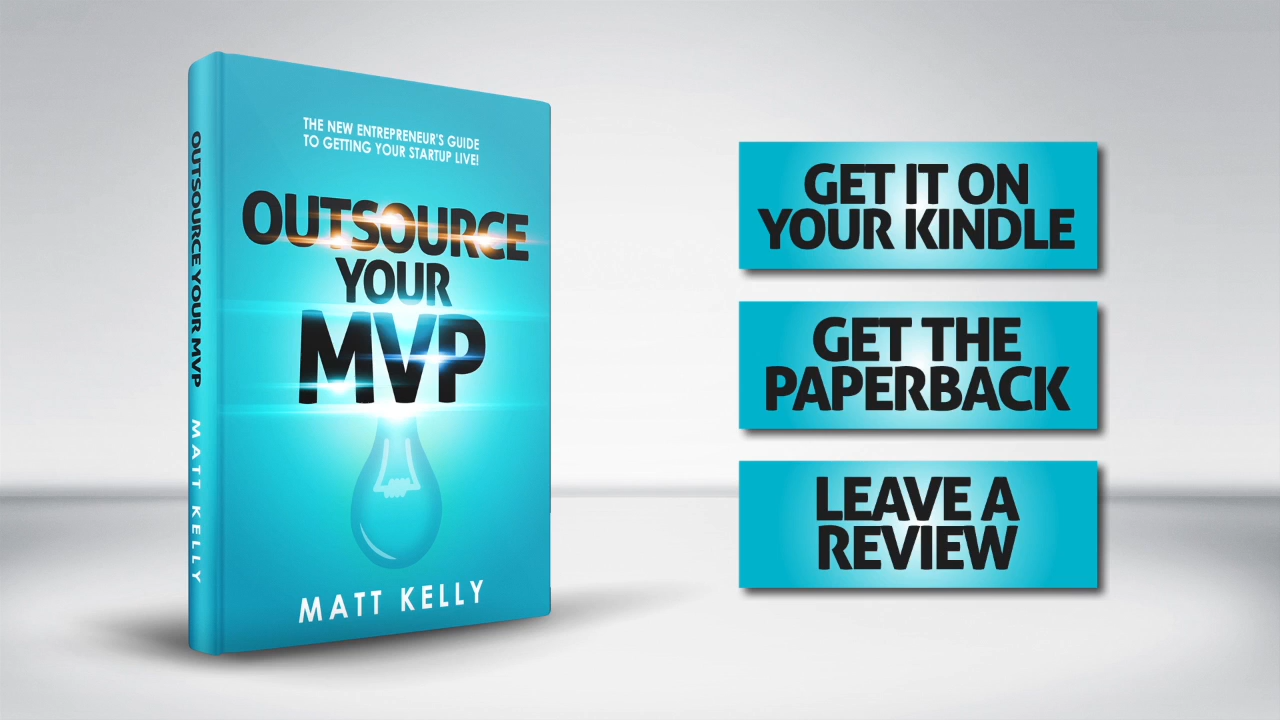 THE NEW ENTREPRENEUR'S GUIDE
TO GETTING YOUR STARTUP LIVE!
OUTSOURCE
YOUR
MVP
MATT KELLY
OUTSOURCE YOUR MVP MATT KELLY
GET IT ON
YOUR KINDLE
GET THE
PAPERBACK
LEAVE A
REVIEW